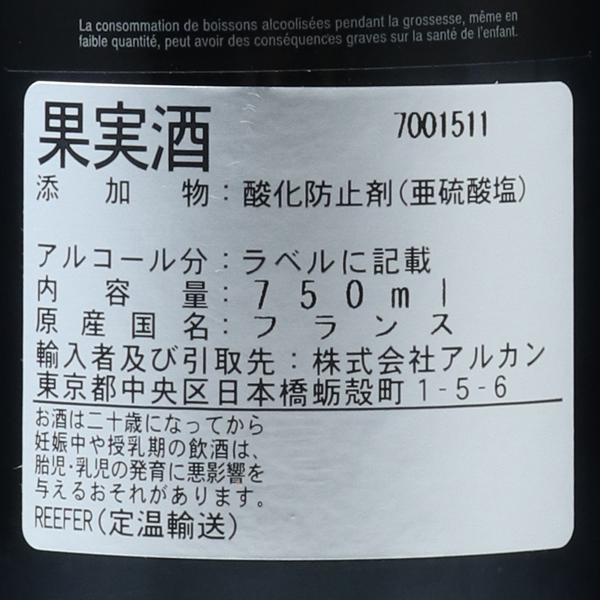 La consommation de boissons alcoolisées pendant la grossesse, même en
faible quantité, peut avoir des conséquences graves sur la santé de l'enfant.
果実酒 7001511
添加物：酸化防止剤（亜硫酸塩）
アルコール分：ラベルに記載
内容量：750ml
原産国名：フランス
輸入者及び引取先：株式会社アルカン
東京都中央区日本橋蛎殻町1-5-6
お酒は二十歳になってから
妊娠中や授乳期の飲酒は、
胎児・乳児の発育に悪影響を
与えるおそれがあります。
REEFER（定温輸送）